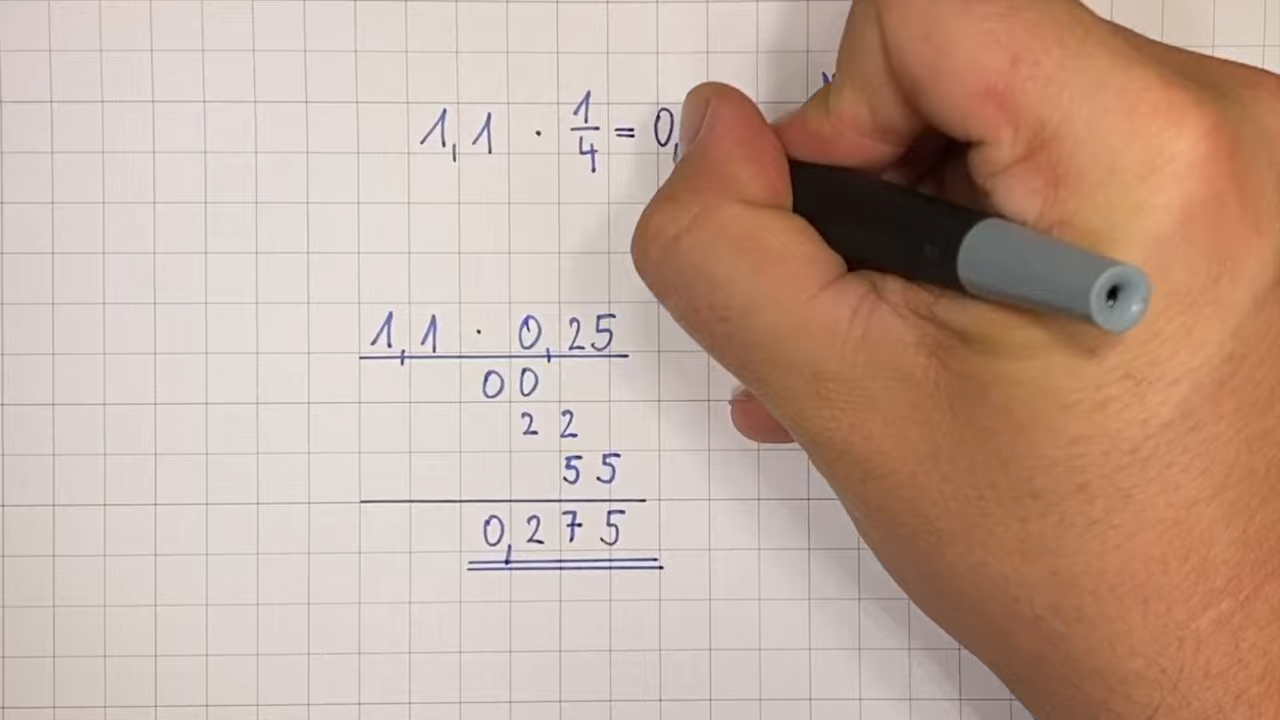 1,1 · 1/4 = 0,
1,1 · 0,25
00
22
55
0,275